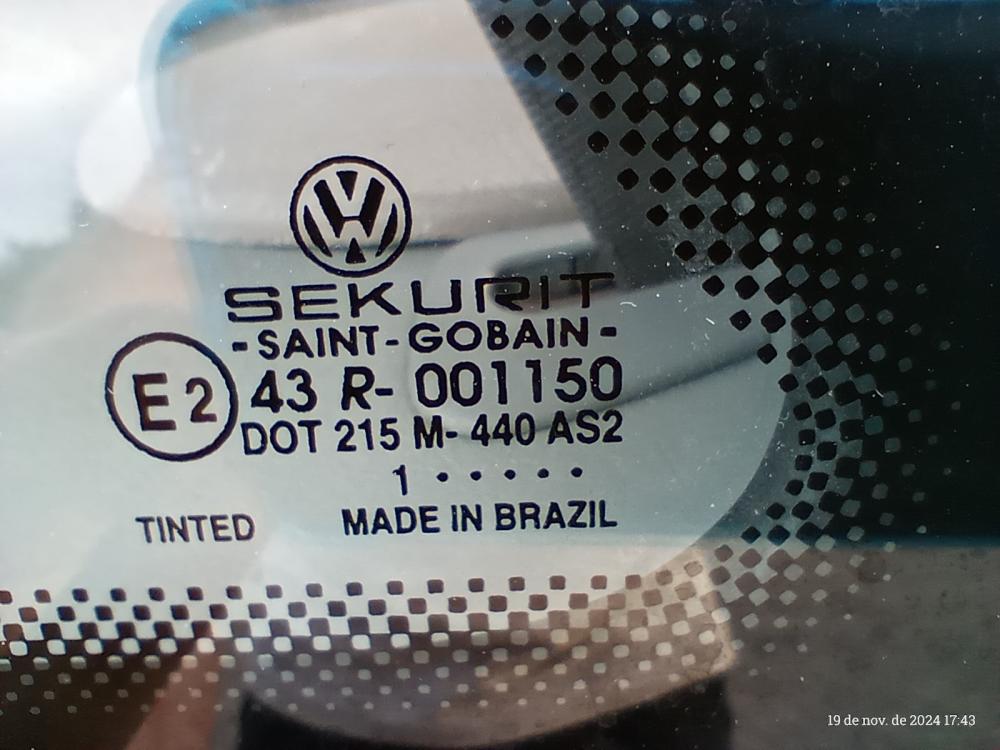 VW
SEKURIT
- SAINT - GOBAIN -
E2 43 R- 001150
DOT 215 M- 440 AS2
1 • • • • •
TINTED MADE IN BRAZIL
19 de nov. de 2024 17:43